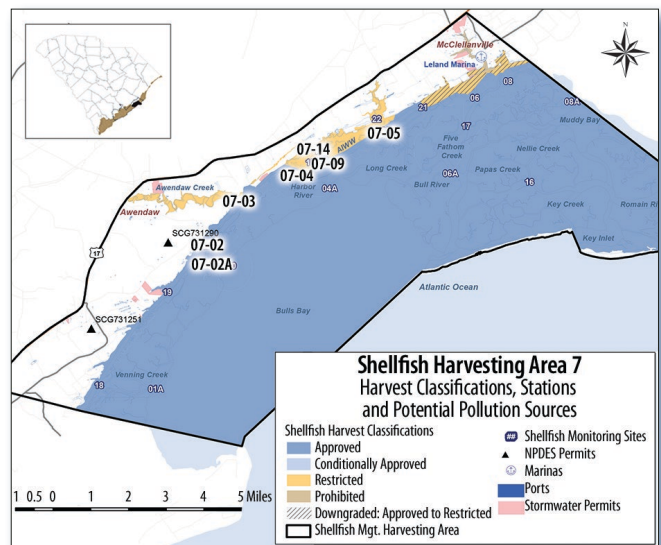 N
McClellanville
Leland Marina
08
06
21
08A
22
07-05
17
Muddy Bay
AIWW
07-14
07-09
Five
Fathom
Creek
Nellie Creek
Long Creek
07-04
Harbor
River
04A
Bull River
06A
Papas Creek
16
Awendaw Creek
07-03
Awendaw
Key Creek
Romain Ri
SCG731290
07-02
07-02A
Key Inlet
17
19
Atlantic Ocean
Bulls Bay
SCG731251
Venning Creek
18
01A
Shellfish Harvesting Area 7
Harvest Classifications, Stations
and Potential Pollution Sources
Shellfish Harvest Classifications
Approved
Conditionally Approved
Restricted
Prohibited
Downgraded: Approved to Restricted
Shellfish Mgt. Harvesting Area
## Shellfish Monitoring Sites
NPDES Permits
Marinas
Ports
Stormwater Permits
1 0.5 0 1 2 3 4 5 Miles